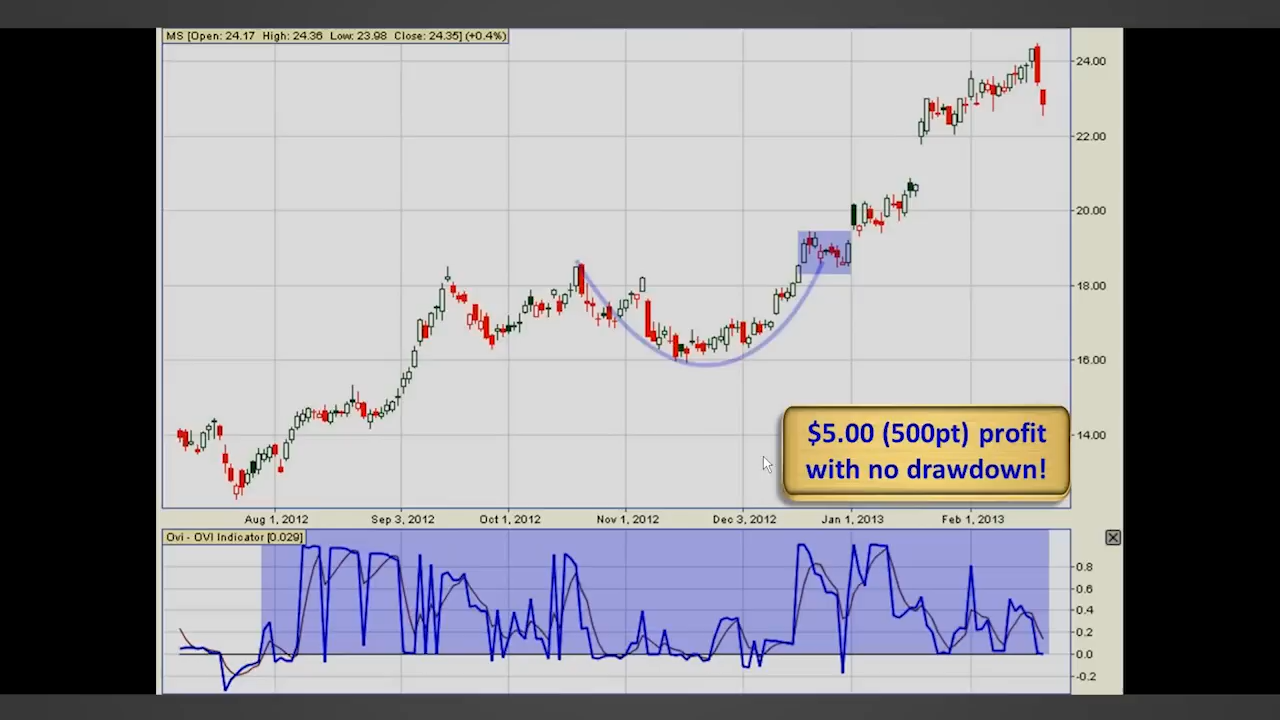 MS [Open: 24.17 High: 24.36 Low: 23.98 Close: 24.35] (+0.4%)
24.00
22.00
20.00
18.00
16.00
14.00
$5.00 (500pt) profit
with no drawdown!
Aug 1, 2012 Sep 3, 2012 Oct 1, 2012 Nov 1, 2012 Dec 3, 2012 Jan 1, 2013 Feb 1, 2013
Ovi - OVI Indicator [0.029]
0.8
0.6
0.4
0.2
0.0
-0.2